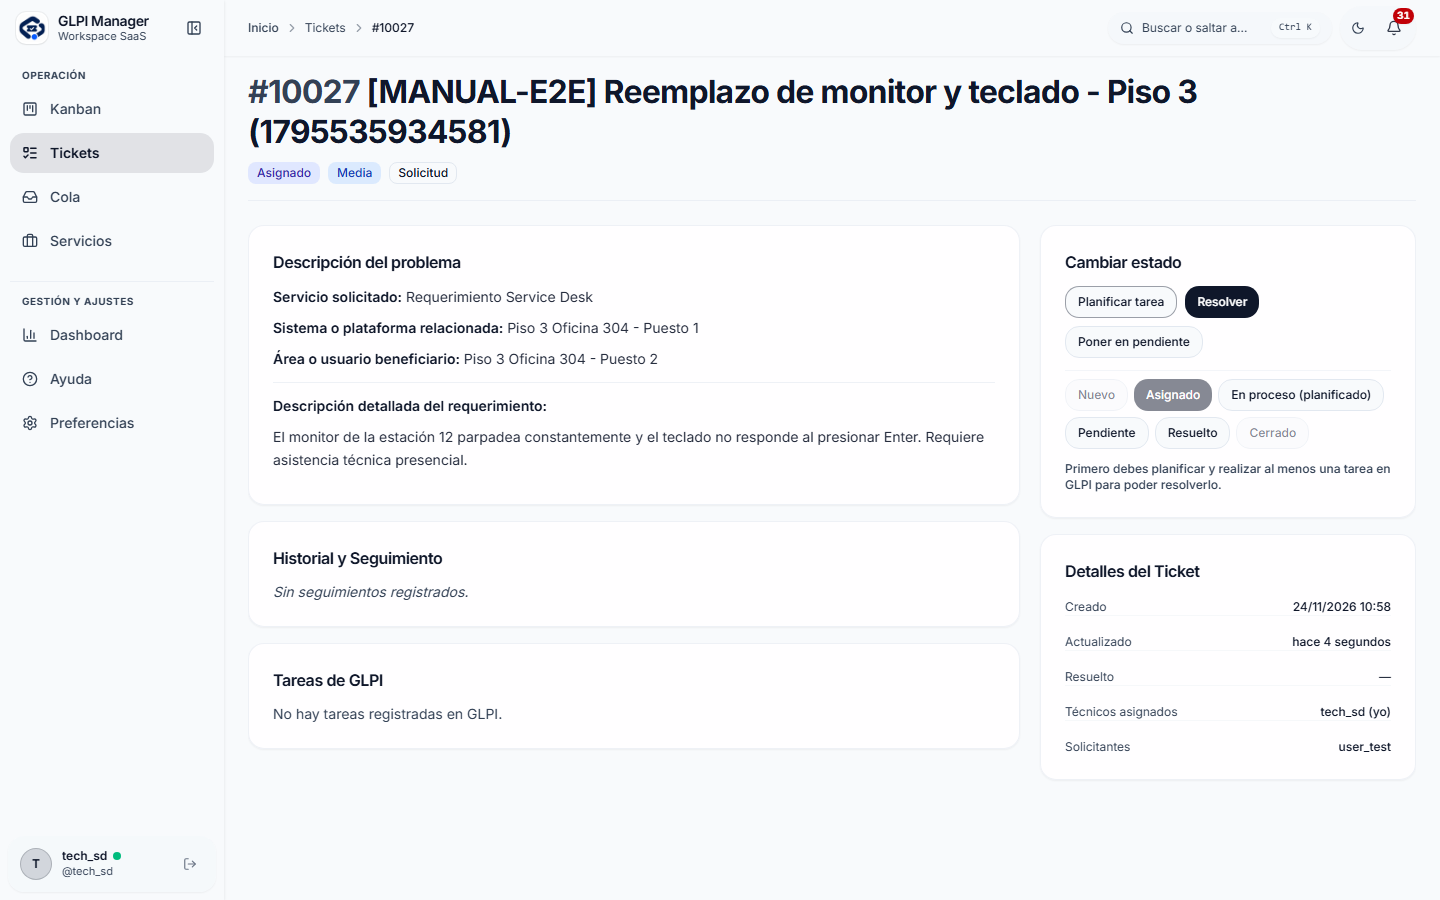 GLPI Manager
Workspace SaaS
OPERACIÓN
Kanban
Tickets
Cola
Servicios
GESTIÓN Y AJUSTES
Dashboard
Ayuda
Preferencias
T
tech_sd
@tech_sd
Inicio > Tickets > #10027
Buscar o saltar a... Ctrl K
31
#10027 [MANUAL-E2E] Reemplazo de monitor y teclado - Piso 3
(1795535934581)
Asignado Media Solicitud
Descripción del problema
Servicio solicitado: Requerimiento Service Desk
Sistema o plataforma relacionada: Piso 3 Oficina 304 - Puesto 1
Área o usuario beneficiario: Piso 3 Oficina 304 - Puesto 2
Descripción detallada del requerimiento:
El monitor de la estación 12 parpadea constantemente y el teclado no responde al presionar Enter. Requiere
asistencia técnica presencial.
Historial y Seguimiento
Sin seguimientos registrados.
Tareas de GLPI
No hay tareas registradas en GLPI.
Cambiar estado
Planificar tarea Resolver
Poner en pendiente
Nuevo Asignado En proceso (planificado)
Pendiente Resuelto Cerrado
Primero debes planificar y realizar al menos una tarea en
GLPI para poder resolverlo.
Detalles del Ticket
Creado 24/11/2026 10:58
Actualizado hace 4 segundos
Resuelto —
Técnicos asignados tech_sd (yo)
Solicitantes user_test